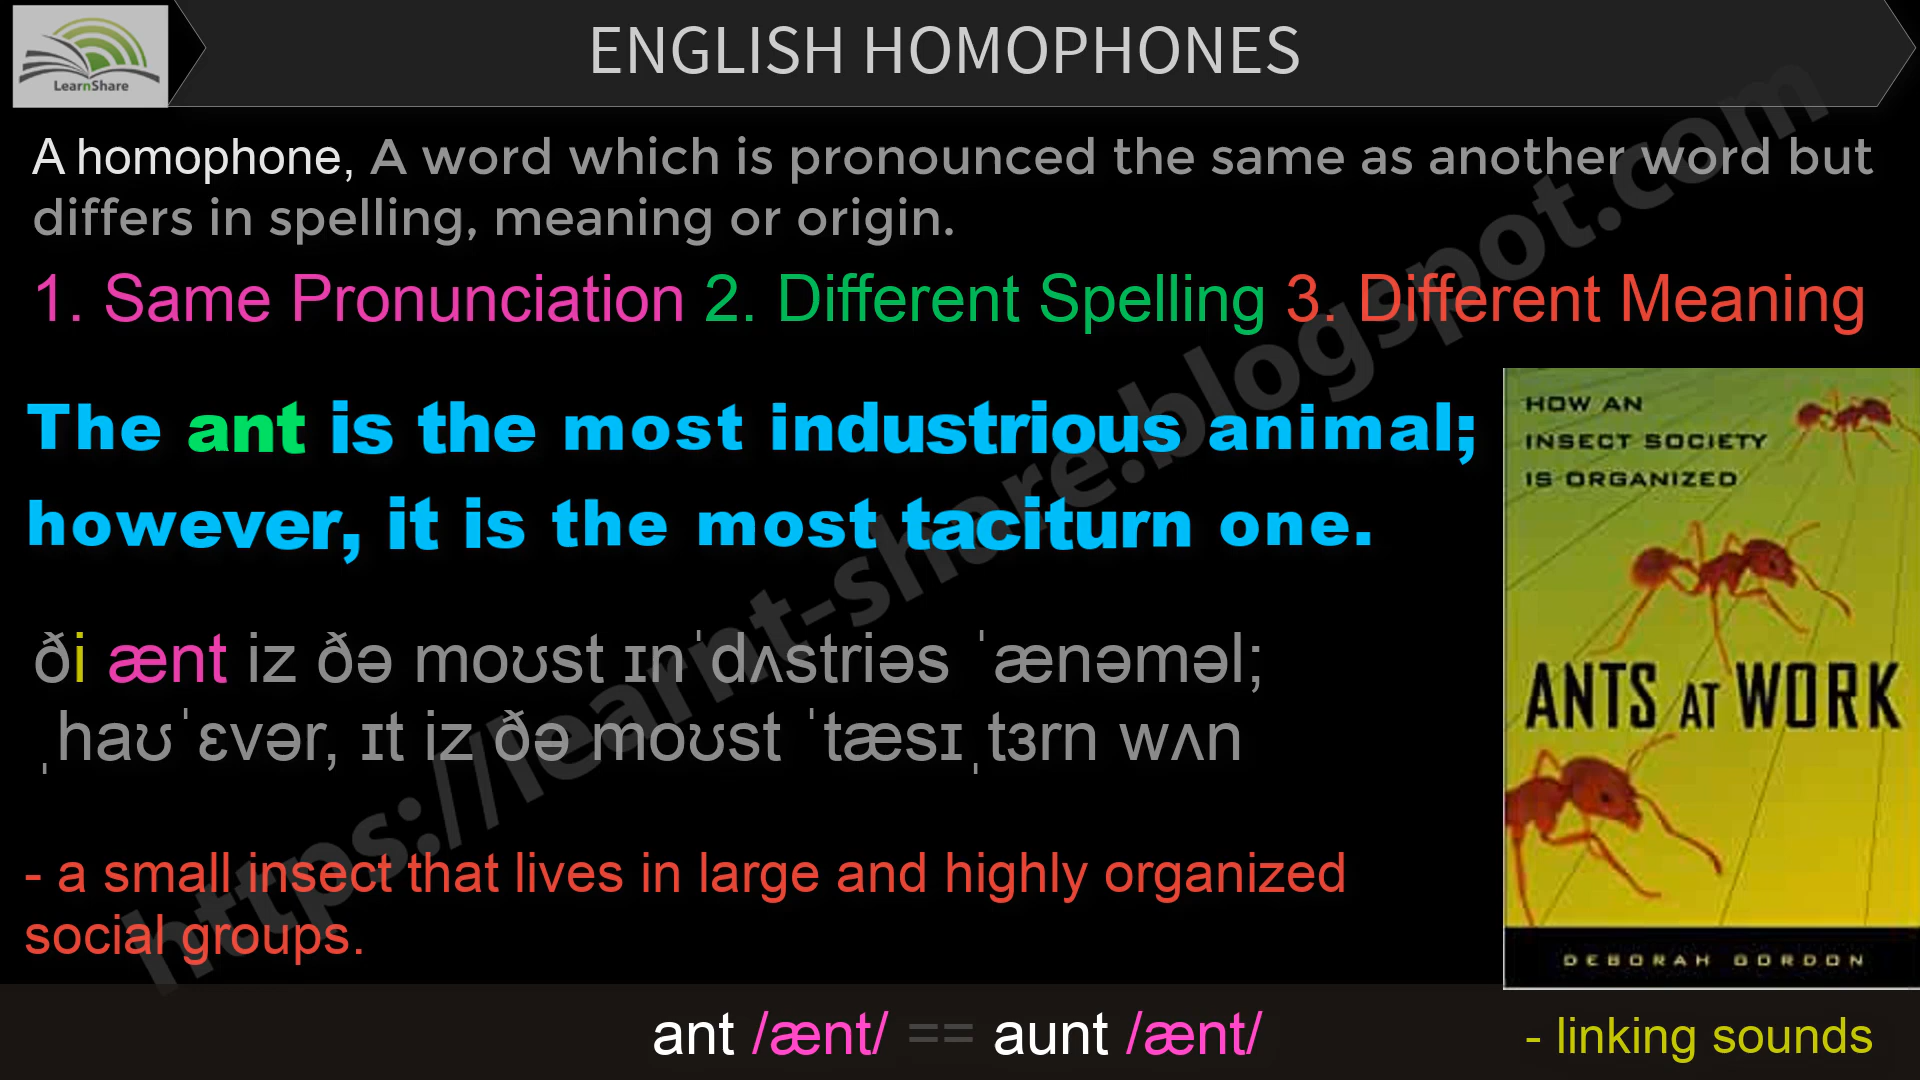 LearnShare
ENGLISH HOMOPHONES
A homophone, A word which is pronounced the same as another word but
differs in spelling, meaning or origin.
1. Same Pronunciation 2. Different Spelling 3. Different Meaning
The ant is the most industrious animal;
however, it is the most taciturn one.
ði ænt iz ðə moʊst ɪnˈdʌstriəs ˈænəməl;
ˌhaʊˈɛvər, ɪt iz ðə moʊst ˈtæsɪˌtɜrn wʌn
- a small insect that lives in large and highly organized
social groups.
HOW AN
INSECT SOCIETY
IS ORGANIZED
ANTS AT WORK
DEBORAH GORDON
ant /ænt/ == aunt /ænt/
- linking sounds
https://learnt-share.blogspot.com